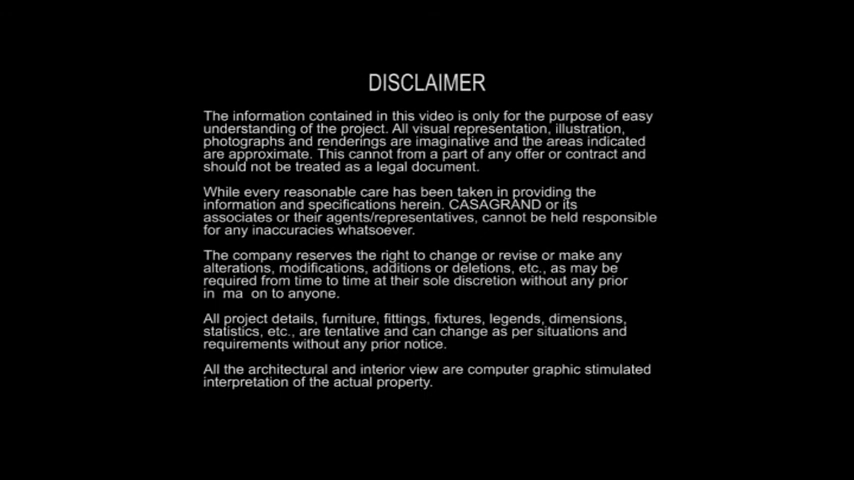 DISCLAIMER
The information contained in this video is only for the purpose of easy
understanding of the project. All visual representation, illustration,
photographs and renderings are imaginative and the areas indicated
are approximate. This cannot from a part of any offer or contract and
should not be treated as a legal document.
While every reasonable care has been taken in providing the
information and specifications herein. CASAGRAND or its
associates or their agents/representatives, cannot be held responsible
for any inaccuracies whatsoever.
The company reserves the right to change or revise or make any
alterations, modifications, additions or deletions, etc., as may be
required from time to time at their sole discretion without any prior
in ma on to anyone.
All project details, furniture, fittings, fixtures, legends, dimensions,
statistics, etc., are tentative and can change as per situations and
requirements without any prior notice.
All the architectural and interior view are computer graphic stimulated
interpretation of the actual property.